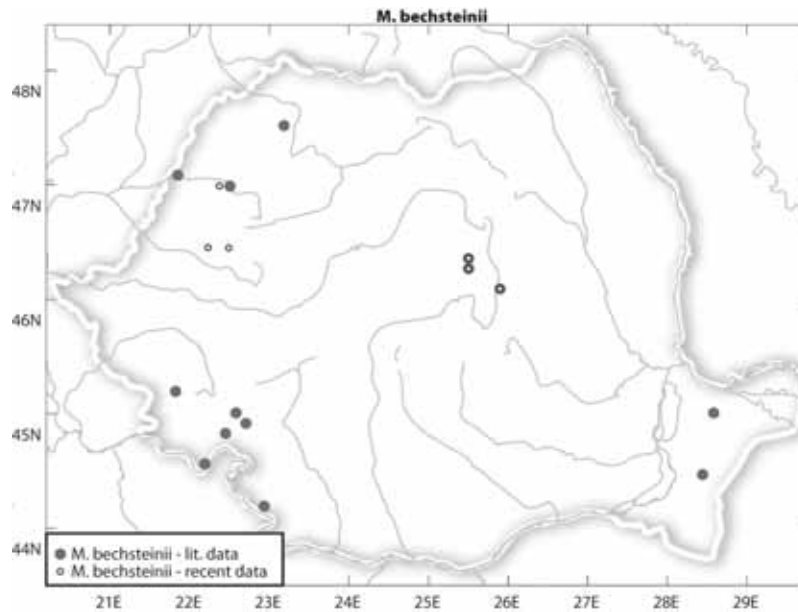 M. bechsteinii
48N
47N
46N
45N
44N
M. bechsteinii - lit. data
M. bechsteinii - recent data
21E 22E 23E 24E 25E 26E 27E 28E 29E